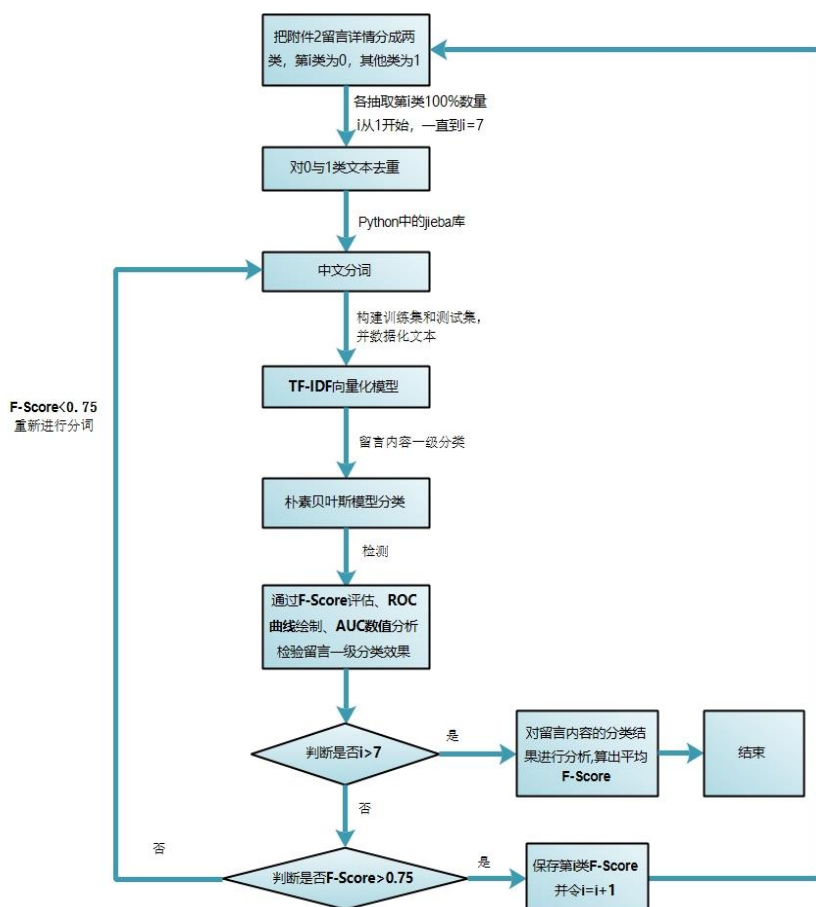 把附件2留言详情分成两
类，第i类为0，其他类为1
各抽取第i类100%数量
i从1开始，一直到i=7
对0与1类文本去重
Python中的jieba库
中文分词
构建训练集和测试集，
并数据化文本
TF-IDF向量化模型
F-Score<0.75
重新进行分词
留言内容一级分类
朴素贝叶斯模型分类
检测
通过F-Score评估、ROC
曲线绘制、AUC数值分析
检验留言一级分类效果
判断是否i>7
是
对留言内容的分类结
果进行分析,算出平均
F-Score
结束
否
否
判断是否F-Score>0.75
是
保存第i类F-Score
并令i=i+1